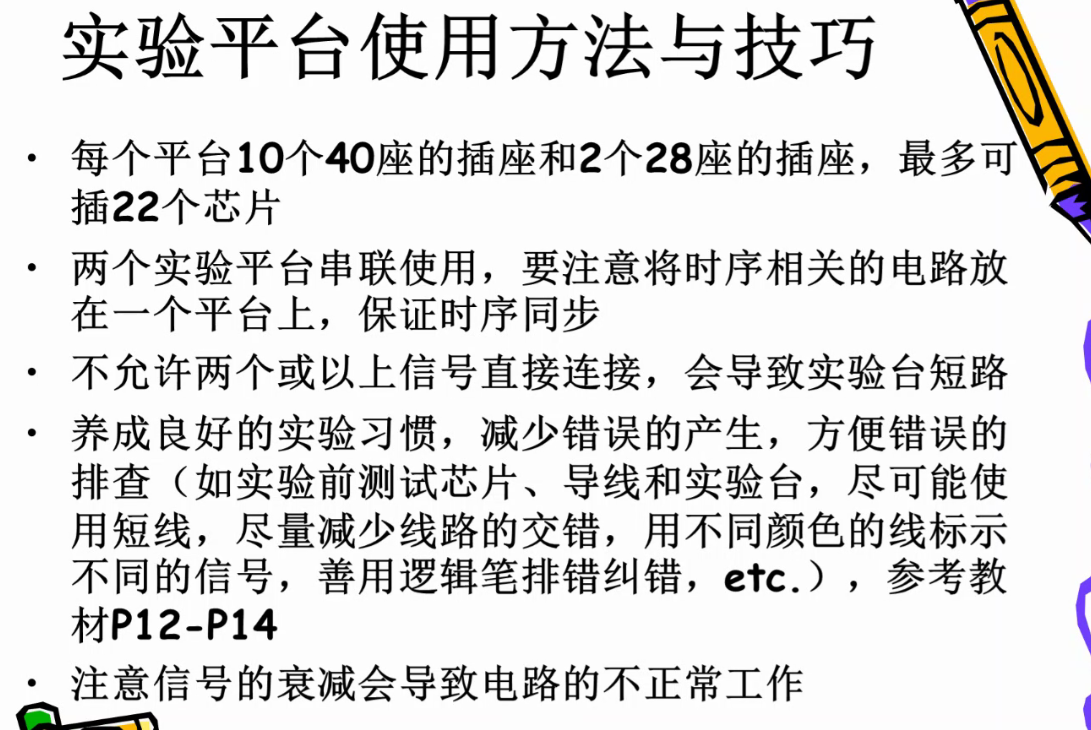 实验平台使用方法与技巧
• 每个平台10个40座的插座和2个28座的插座，最多可
插22个芯片
• 两个实验平台串联使用，要注意将时序相关的电路放
在一个平台上，保证时序同步
• 不允许两个或以上信号直接连接，会导致实验台短路
• 养成良好的实验习惯，减少错误的产生，方便错误的
排查（如实验前测试芯片、导线和实验台，尽可能使
用短线，尽量减少线路的交错，用不同颜色的线标示
不同的信号，善用逻辑笔排错纠错，etc.），参考教
材P12-P14
• 注意信号的衰减会导致电路的不正常工作